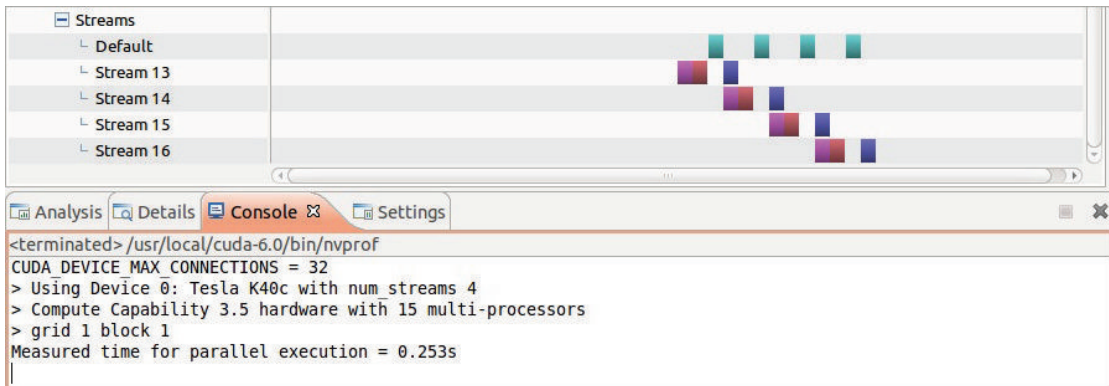 Streams
Default
Stream 13
Stream 14
Stream 15
Stream 16
Analysis Details Console Settings
<terminated> /usr/local/cuda-6.0/bin/nvprof
CUDA_DEVICE_MAX_CONNECTIONS = 32
> Using Device 0: Tesla K40c with num_streams 4
> Compute Capability 3.5 hardware with 15 multi-processors
> grid 1 block 1
Measured time for parallel execution = 0.253s